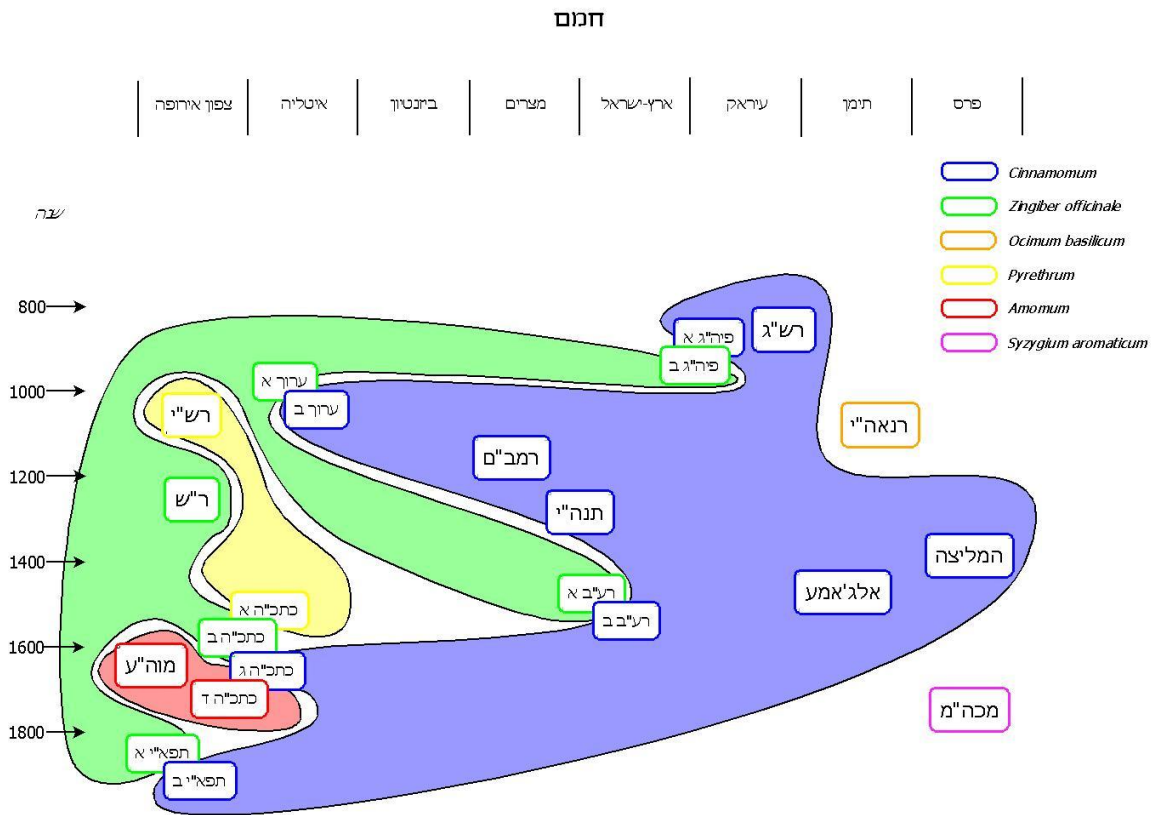 חמם
צפון אירופה
איטליה
ביזנטיון
מצרים
ארץ-ישראל
עיראק
תימן
פרס
Cinnamomum
Zingiber officinale
Ocimum basilicum
Pyrethrum
Amomum
Syzygium aromaticum
שנה
800
1000
1200
1400
1600
1800
רש"ג
פיה"ג א
פיה"ג ב
ערוך א
ערוך ב
רש"י
רנאה"י
רמב"ם
ר"ש
תנה"י
המליצה
אלג'אמע
רע"ב א
רע"ב ב
כתכ"ה א
כתכ"ה ב
כתכ"ה ג
כתכ"ה ד
מוה"ע
מכה"מ
תפא"י א
תפא"י ב